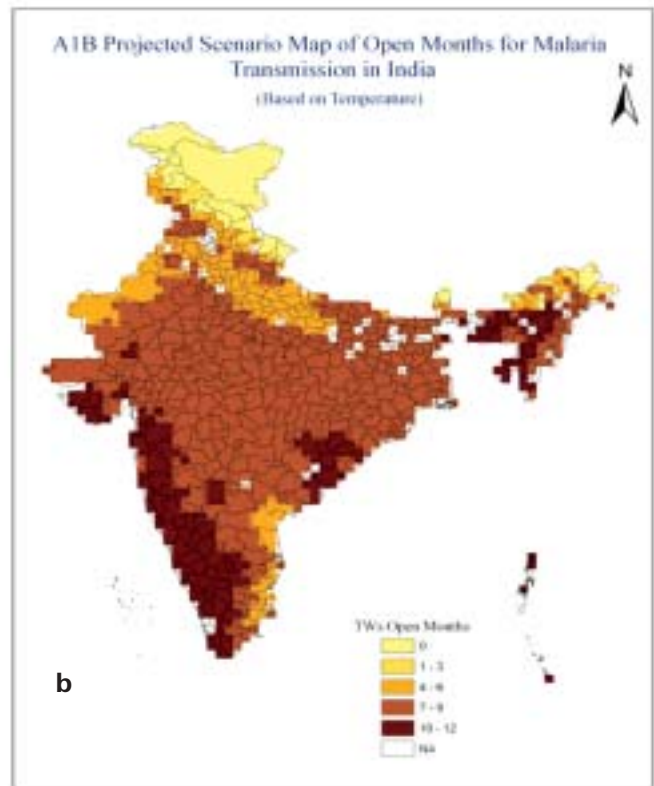 A1B Projected Scenario Map of Open Months for Malaria
Transmission in India
(Based on Temperature)
N
TWs Open Months
0
1 - 3
4 - 6
7 - 9
10 - 12
NA
b